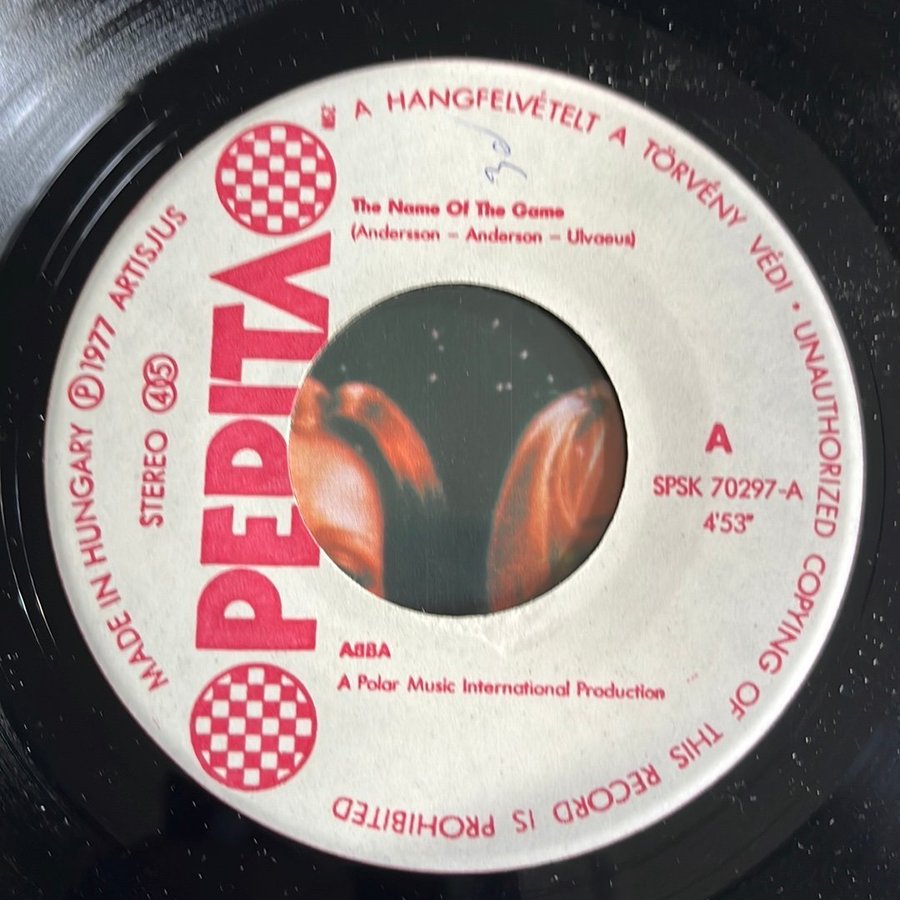 A HANGFELVÉTELT A TÖRVÉNY VÉDI • UNAUTHORIZED COPYING OF THIS RECORD IS PROHIBITED
MADE IN HUNGARY Ⓟ 1977 ARTISJUS
STEREO 45
PEPITA
The Name Of The Game
(Andersson – Anderson – Ulvaeus)
A
SPSK 70297-A
4'53"
ABBA
A Polar Music International Production